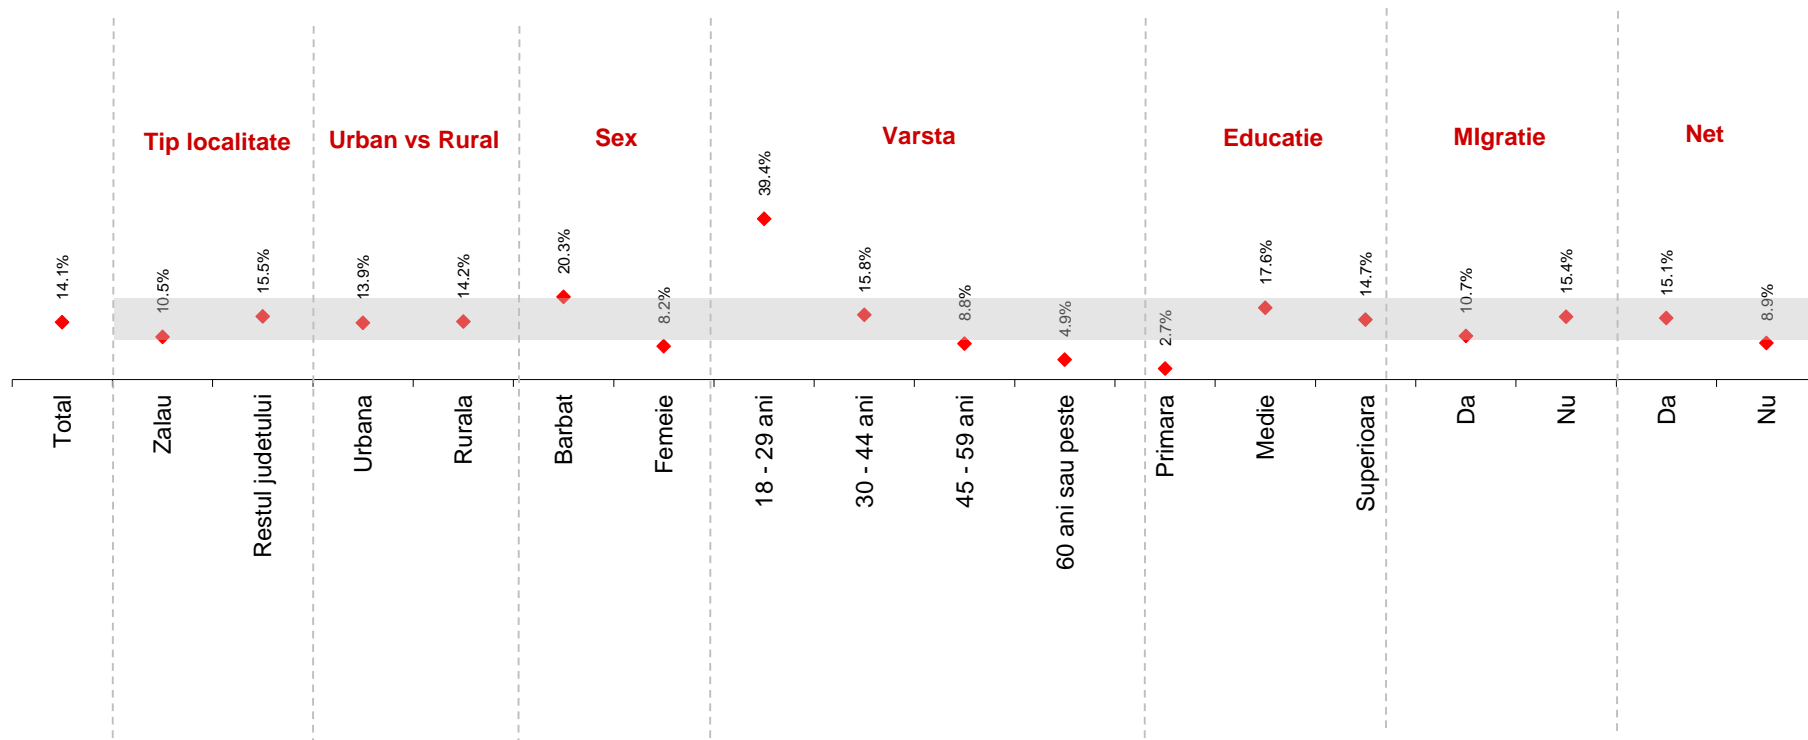 Tip localitate
Urban vs Rural
Sex
Varsta
Educatie
MIgratie
Net
14.1%
10.5%
15.5%
13.9%
14.2%
20.3%
8.2%
39.4%
15.8%
8.8%
4.9%
2.7%
17.6%
14.7%
10.7%
15.4%
15.1%
8.9%
Total
Zalau
Restul judetului
Urbana
Rurala
Barbat
Femeie
18 - 29 ani
30 - 44 ani
45 - 59 ani
60 ani sau peste
Primara
Medie
Superioara
Da
Nu
Da
Nu